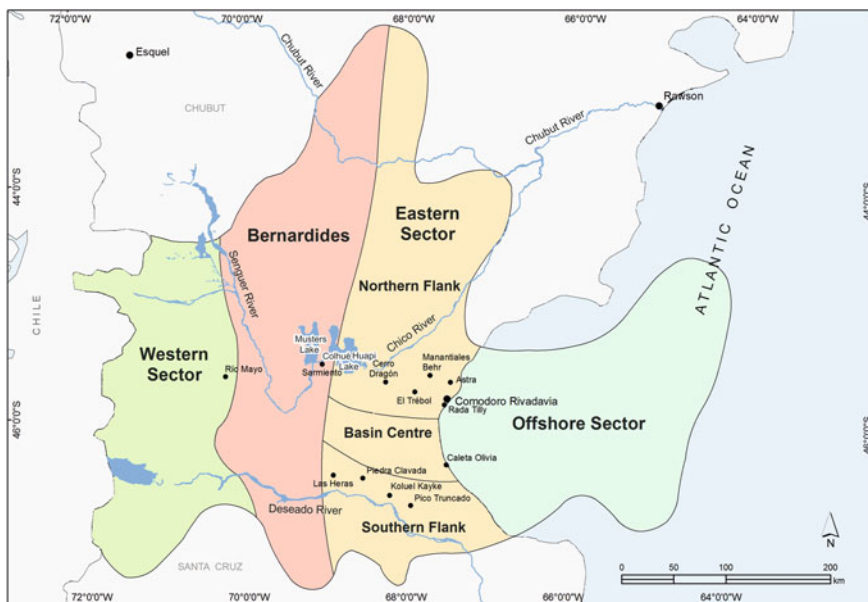 72°0'0"W
70°0'0"W
68°0'0"W
66°0'0"W
64°0'0"W
Esquel
Chubut River
CHUBUT
Rawson
Chubut River
44°0'0"S
44°0'0"S
ATLANTIC OCEAN
Eastern
Sector
Bernardides
Northern Flank
Senguer River
CHILE
Chico River
Musters
Lake
Colhué Huapi
Lake
Sarmiento
Western
Sector
Río Mayo
Cerro
Dragón
Manantiales
Behr
Astra
El Trébol
Comodoro Rivadavia
Rada Tilly
46°0'0"S
46°0'0"S
Offshore Sector
Basin Centre
Caleta Olivia
Piedra Clavada
Las Heras
Koluel Kayke
Pico Truncado
Deseado River
Southern Flank
SANTA CRUZ
N
0 50 100 200
km
72°0'0"W
70°0'0"W
68°0'0"W
66°0'0"W
64°0'0"W